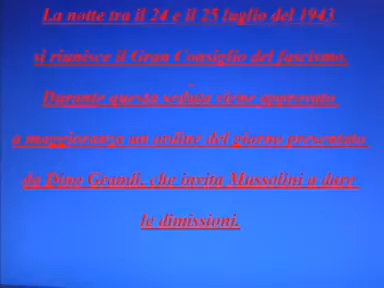 La notte tra il 24 e il 25 luglio del 1943
si riunisce il Gran Consiglio del fascismo.
Durante questa seduta viene approvato
a maggioranza un ordine del giorno presentato
da Dino Grandi, che invita Mussolini a dare
le dimissioni.